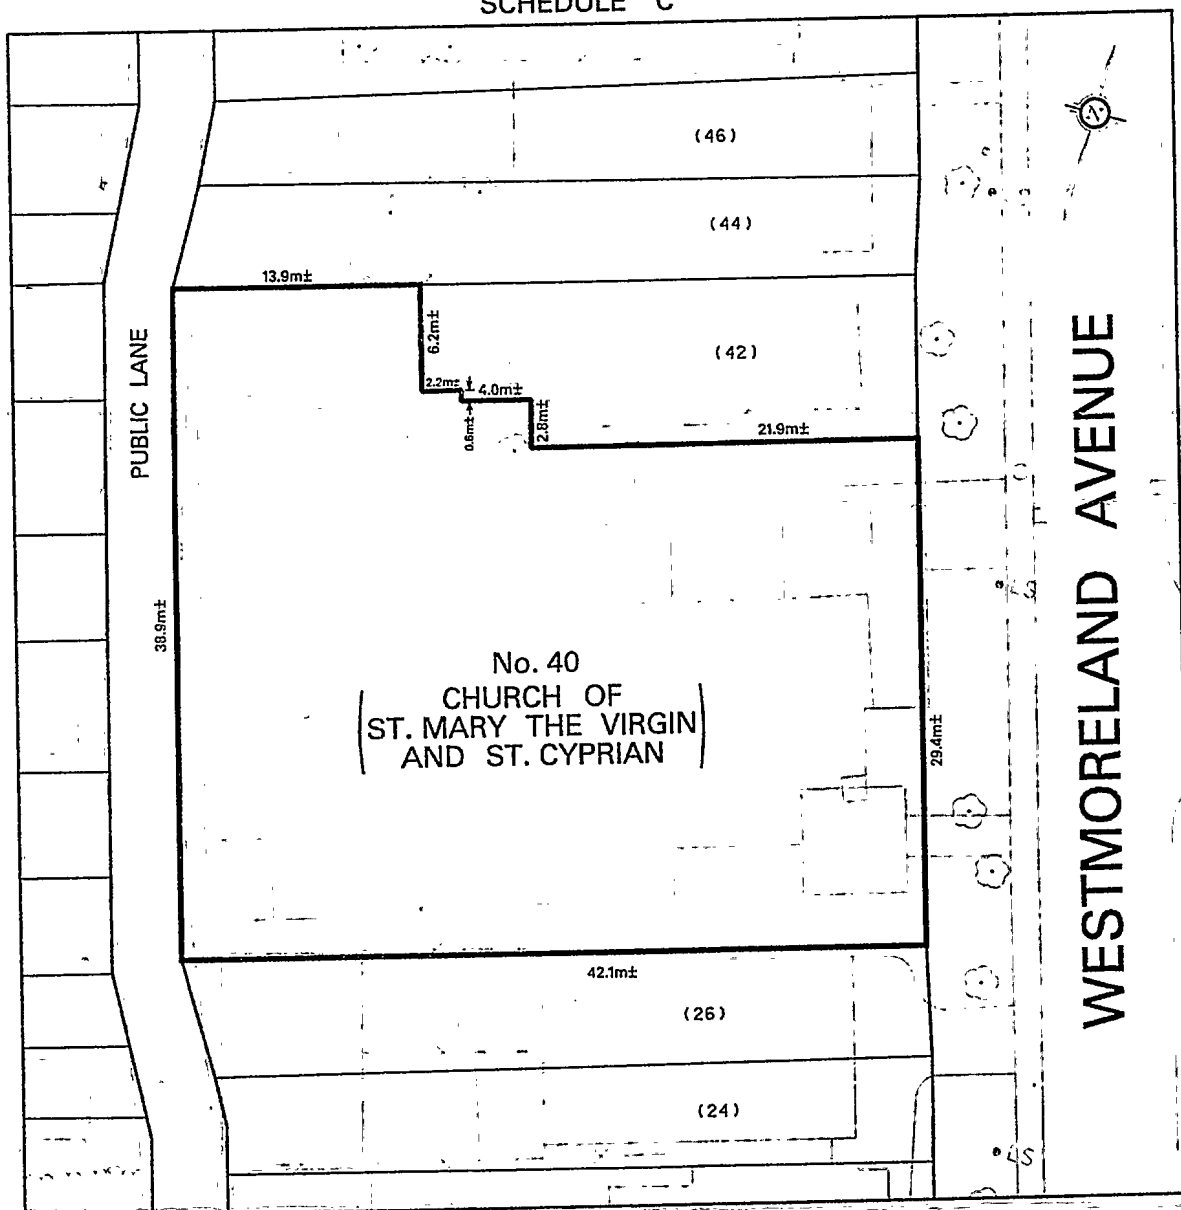 SCHEDULE "C"
(46)
(44)
13.9m±
6.2m±
(42)
2.2m±
4.0m±
0.6m±
2.8m±
21.9m±
PUBLIC LANE
38.9m±
No. 40
CHURCH OF
ST. MARY THE VIRGIN
AND ST. CYPRIAN
29.4m±
WESTMORELAND AVENUE
42.1m±
(26)
(24)
LS
LS
N